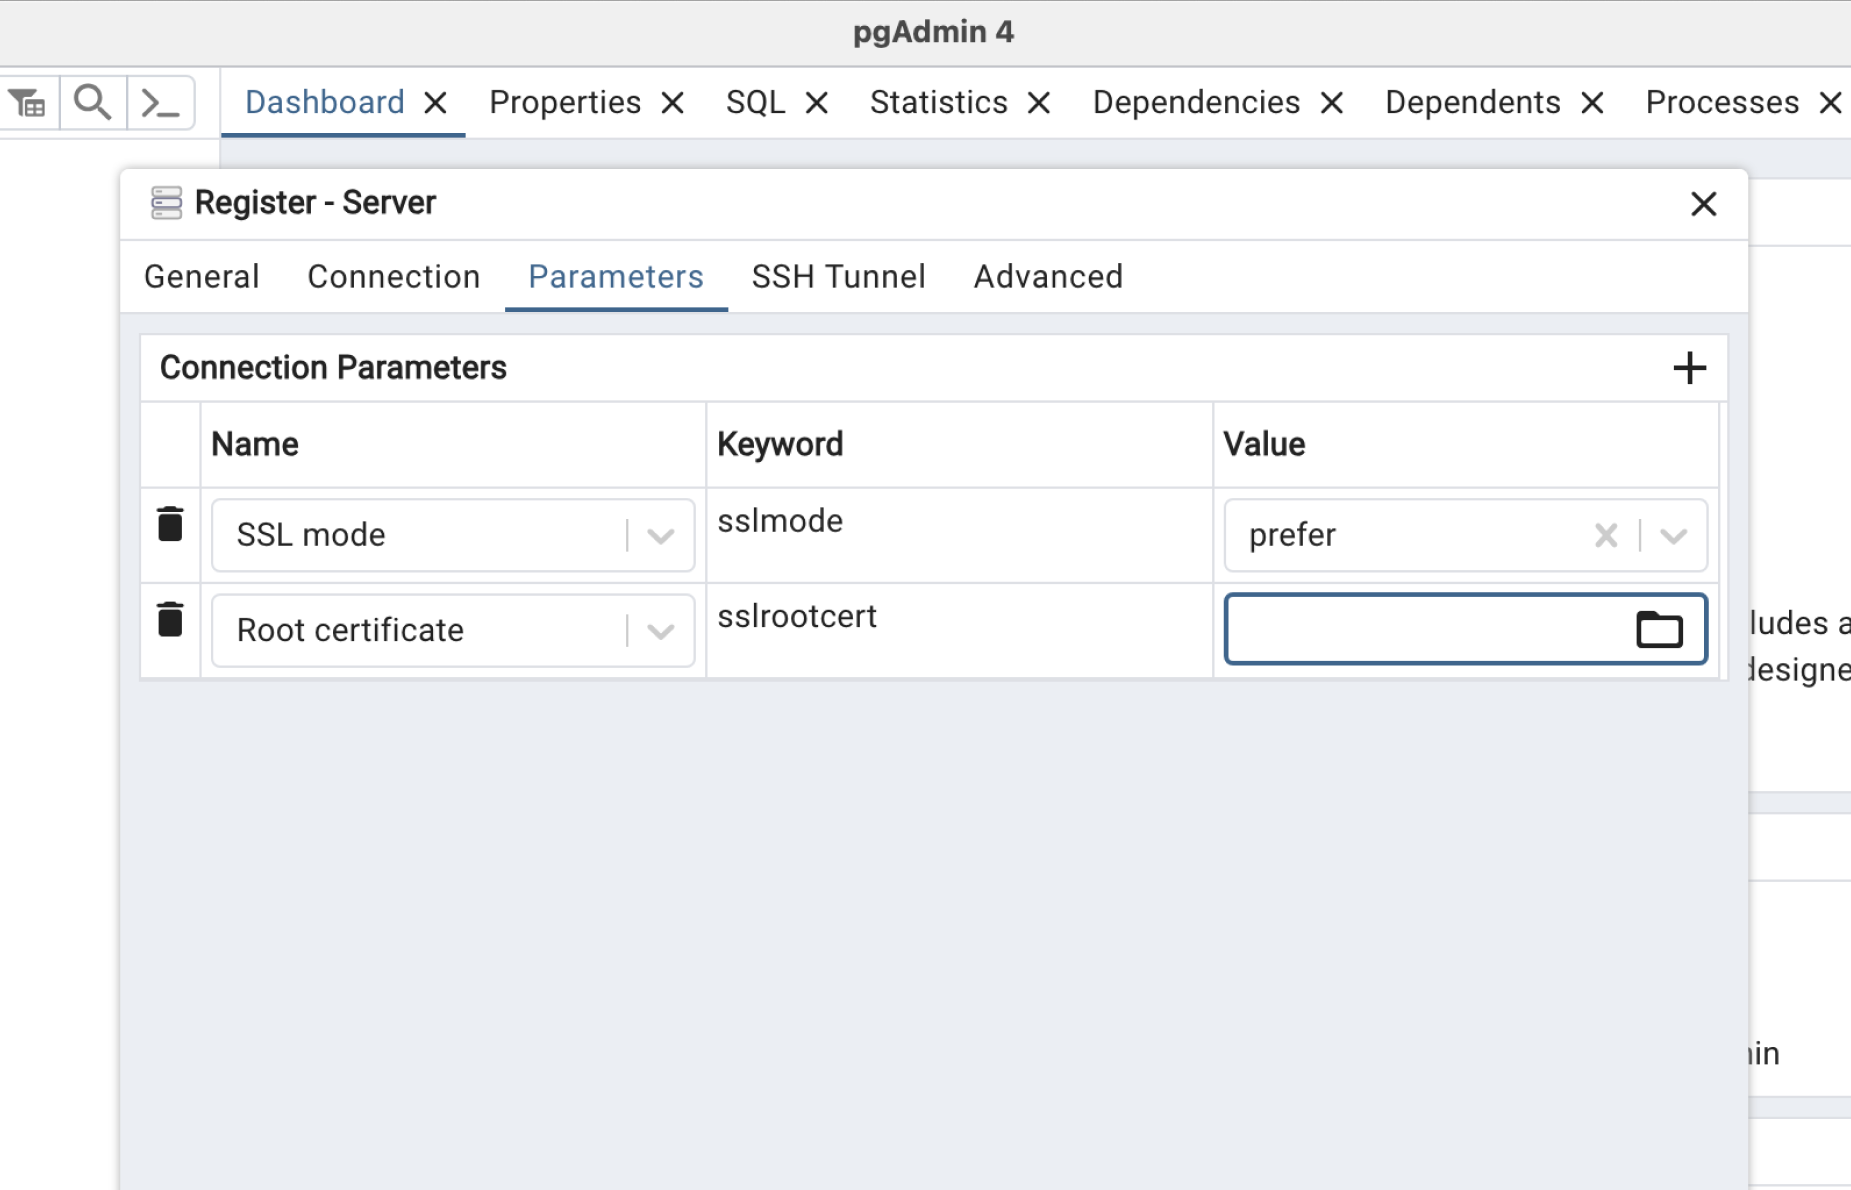 pgAdmin 4
Dashboard Properties SQL Statistics Dependencies Dependents Processes
Register - Server
General Connection Parameters SSH Tunnel Advanced
Connection Parameters
Name Keyword Value
SSL mode sslmode prefer
Root certificate sslrootcert
ludes a
designe
in